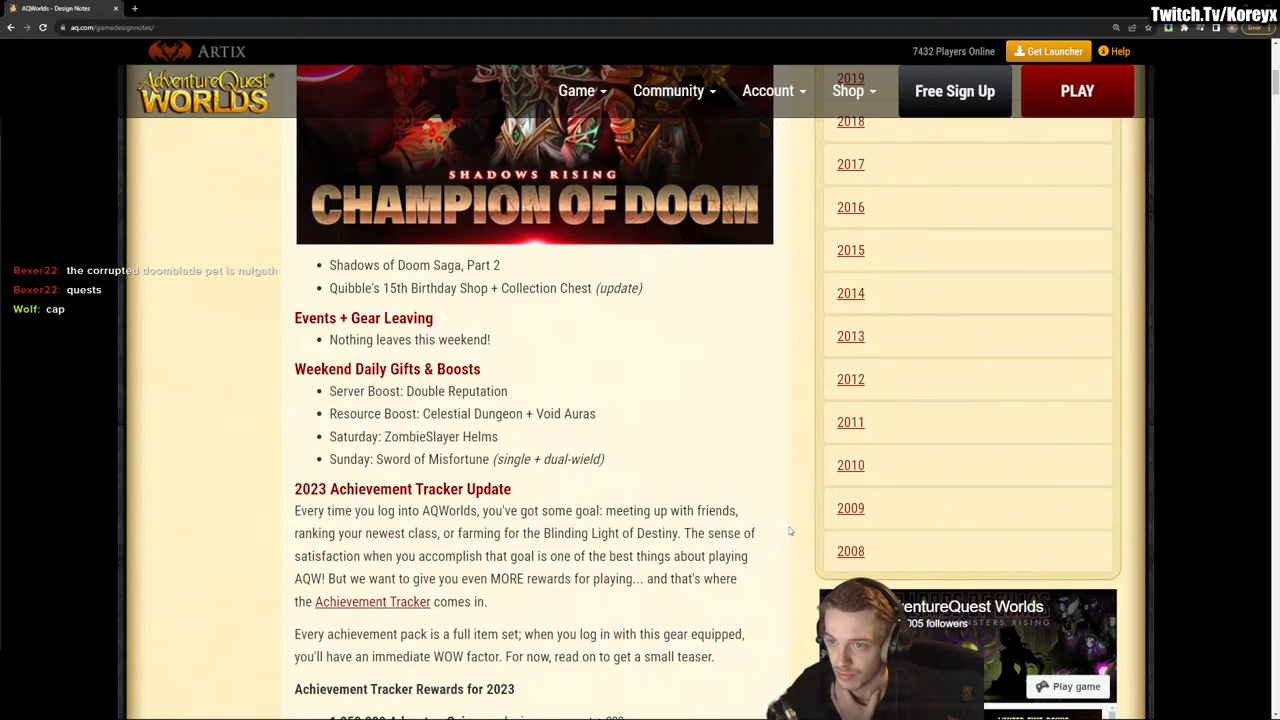 AQWorlds - Design Notes
Twitch.Tv/Koreyx
aq.com/gamedesignnotes/
ARTIX
7432 Players Online
Get Launcher
Help
AdventureQuest
WORLDS
Game
Community
Account
Shop
Free Sign Up
PLAY
SHADOWS RISING
CHAMPION OF DOOM
Shadows of Doom Saga, Part 2
Quibble's 15th Birthday Shop + Collection Chest (update)
Events + Gear Leaving
Nothing leaves this weekend!
Weekend Daily Gifts & Boosts
Server Boost: Double Reputation
Resource Boost: Celestial Dungeon + Void Auras
Saturday: ZombieSlayer Helms
Sunday: Sword of Misfortune (single + dual-wield)
2023 Achievement Tracker Update
Every time you log into AQWorlds, you've got some goal: meeting up with friends,
ranking your newest class, or farming for the Blinding Light of Destiny. The sense of
satisfaction when you accomplish that goal is one of the best things about playing
AQW! But we want to give you even MORE rewards for playing... and that's where
the Achievement Tracker comes in.
Every achievement pack is a full item set; when you log in with this gear equipped,
you'll have an immediate WOW factor. For now, read on to get a small teaser.
Achievement Tracker Rewards for 2023
Bexer22: the corrupted doomblade pet is nulgath
Bexer22: quests
Wolf: cap
2019
2018
2017
2016
2015
2014
2013
2012
2011
2010
2009
2008
ventureQuest Worlds
005 followers
Play game